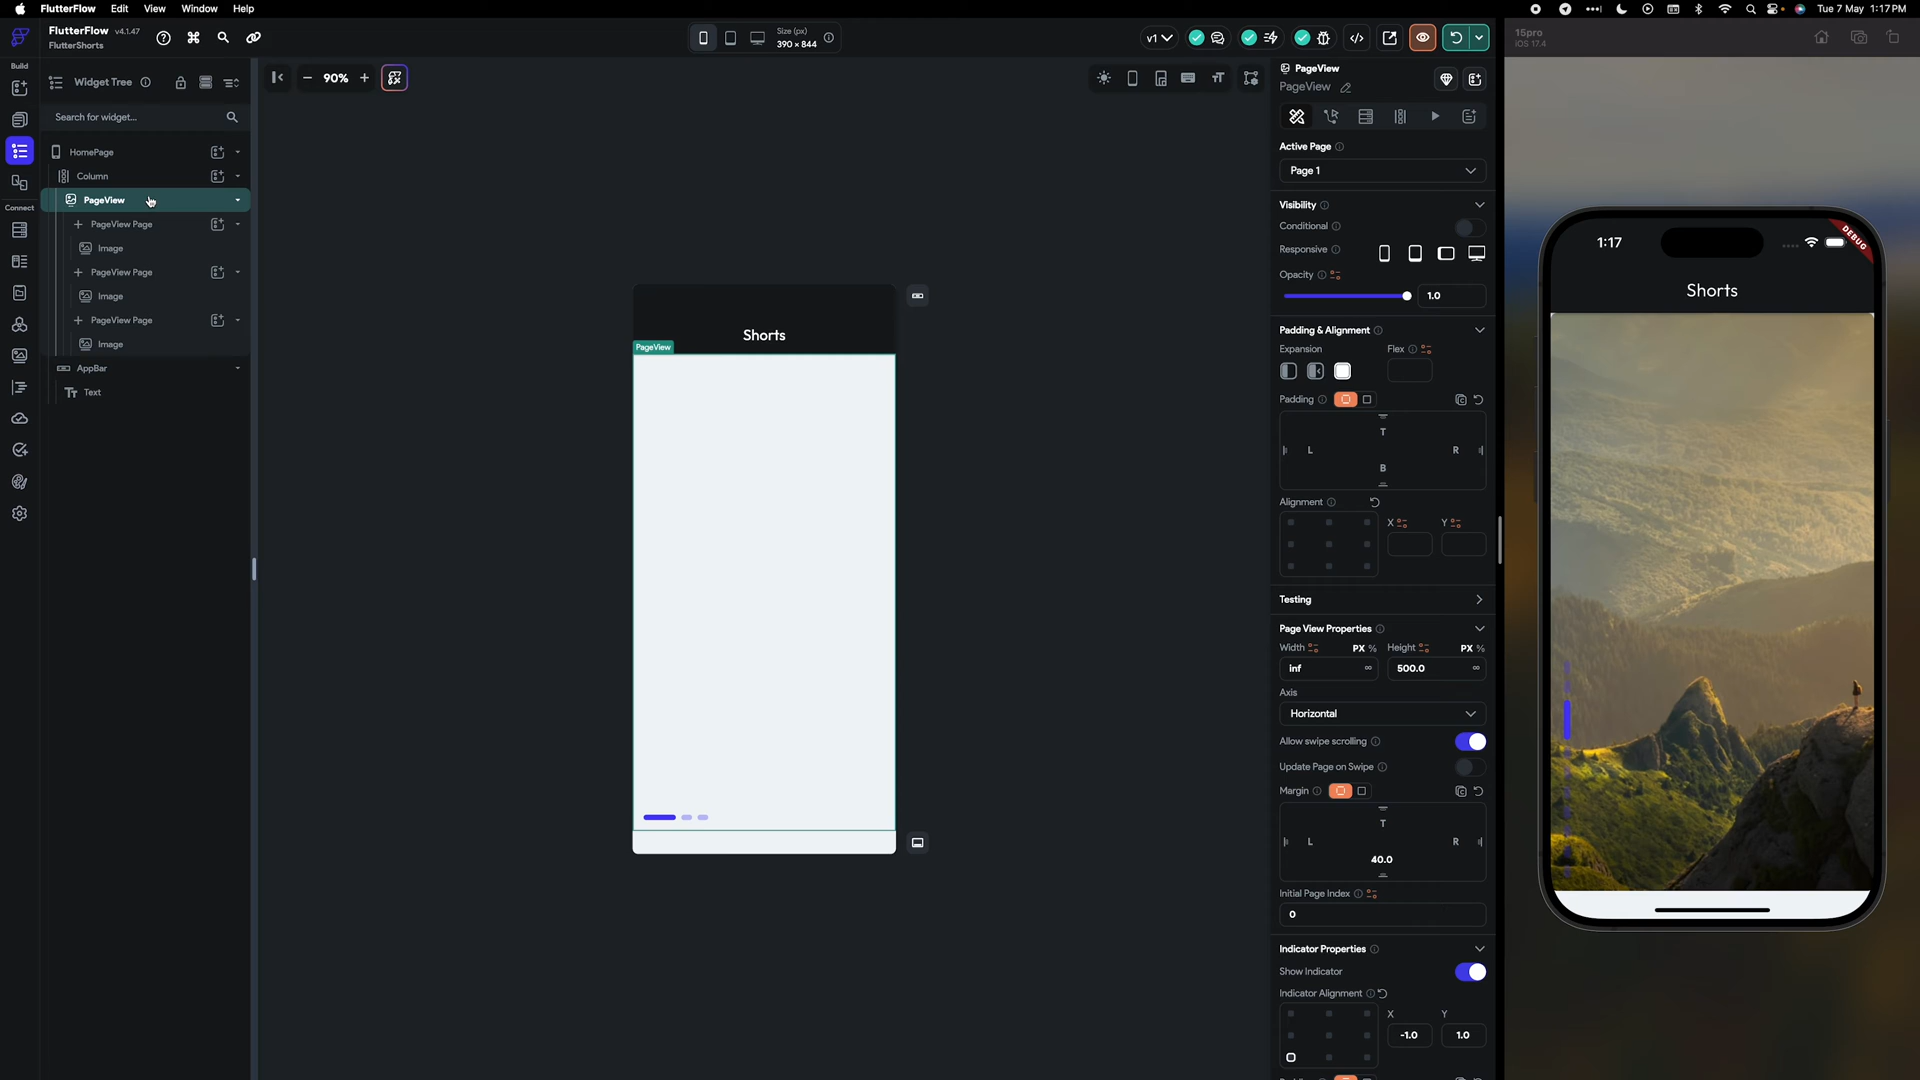 FlutterFlow Edit View Window Help
Tue 7 May 1:17 PM
FlutterFlow v4.1.47
FlutterShorts
Size (px)
390 × 844
v1
15pro
iOS 17.4
Build
Widget Tree
90%
PageView
PageView
Search for widget...
HomePage
Column
Active Page
Page 1
PageView
Connect
PageView Page
Image
PageView Page
Image
PageView Page
Image
AppBar
Text
Shorts
PageView
Visibility
Conditional
Responsive
Opacity
1.0
Padding & Alignment
Expansion Flex
Padding
T
L R
B
Alignment
X Y
Testing
Page View Properties
Width PX % Height PX %
inf ∞ 500.0 ∞
Axis
Horizontal
Allow swipe scrolling
Update Page on Swipe
Margin
T
L R
40.0
Initial Page Index
0
Indicator Properties
Show Indicator
Indicator Alignment
X Y
-1.0 1.0
1:17
DEBUG
Shorts